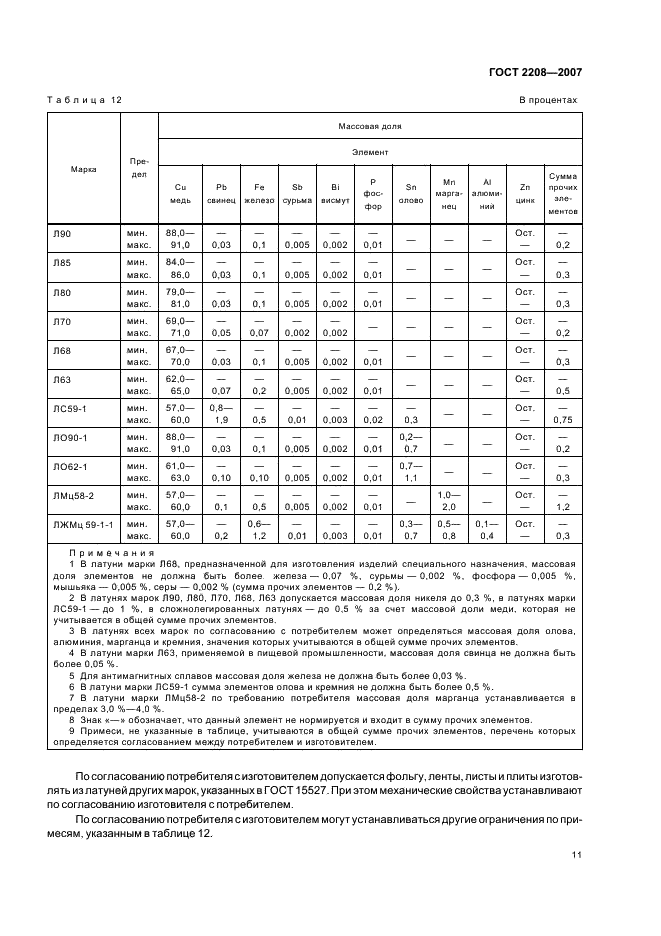 ГОСТ 2208—2007
Таблица 12 В процентах
Марка Пре- дел Массовая доля
Элемент
Cu медь Pb свинец Fe железо Sb сурьма Bi висмут P фос- фор Sn олово Mn марга- нец Al алюми- ний Zn цинк Сумма прочих эле- ментов
Л90 мин. 88,0— — — — — — — — — Ост. —
макс. 91,0 0,03 0,1 0,005 0,002 0,01 — 0,2
Л85 мин. 84,0— — — — — — — — — Ост. —
макс. 86,0 0,03 0,1 0,005 0,002 0,01 — 0,3
Л80 мин. 79,0— — — — — — — — — Ост. —
макс. 81,0 0,03 0,1 0,005 0,002 0,01 — 0,3
Л70 мин. 69,0— — — — — — — — — Ост. —
макс. 71,0 0,05 0,07 0,002 0,002 — 0,2
Л68 мин. 67,0— — — — — — — — — Ост. —
макс. 70,0 0,03 0,1 0,005 0,002 0,01 — 0,3
Л63 мин. 62,0— — — — — — — — — Ост. —
макс. 65,0 0,07 0,2 0,005 0,002 0,01 — 0,5
ЛС59-1 мин. 57,0— 0,8— — — — — — — — Ост. —
макс. 60,0 1,9 0,5 0,01 0,003 0,02 0,3 — 0,75
ЛО90-1 мин. 88,0— — — — — — 0,2— — — Ост. —
макс. 91,0 0,03 0,1 0,005 0,002 0,01 0,7 — 0,2
ЛО62-1 мин. 61,0— — — — — — 0,7— — — Ост. —
макс. 63,0 0,10 0,10 0,005 0,002 0,01 1,1 — 0,3
ЛМц58-2 мин. 57,0— — — — — — — 1,0— — Ост. —
макс. 60,0 0,1 0,5 0,005 0,002 0,01 2,0 — 1,2
ЛЖМц 59-1-1 мин. 57,0— — 0,6— — — — 0,3— 0,5— 0,1— Ост. —
макс. 60,0 0,2 1,2 0,01 0,003 0,01 0,7 0,8 0,4 — 0,3
Примечания
1 В латуни марки Л68, предназначенной для изготовления изделий специального назначения, массовая
доля элементов не должна быть более: железа — 0,07 %, сурьмы — 0,002 %, фосфора — 0,005 %,
мышьяка — 0,005 %, серы — 0,002 % (сумма прочих элементов — 0,2 %).
2 В латунях марок Л90, Л80, Л70, Л68, Л63 допускается массовая доля никеля до 0,3 %, в латунях марки
ЛС59-1 — до 1 %, в сложнолегированных латунях — до 0,5 % за счет массовой доли меди, которая не
учитывается в общей сумме прочих элементов.
3 В латунях всех марок по согласованию с потребителем может определяться массовая доля олова,
алюминия, марганца и кремния, значения которых учитываются в общей сумме прочих элементов.
4 В латуни марки Л63, применяемой в пищевой промышленности, массовая доля свинца не должна быть
более 0,05 %.
5 Для антимагнитных сплавов массовая доля железа не должна быть более 0,03 %.
6 В латуни марки ЛС59-1 сумма элементов олова и кремния не должна быть более 0,5 %.
7 В латуни марки ЛМц58-2 по требованию потребителя массовая доля марганца устанавливается в
пределах 3,0 %—4,0 %.
8 Знак «—» обозначает, что данный элемент не нормируется и входит в сумму прочих элементов.
9 Примеси, не указанные в таблице, учитываются в общей сумме прочих элементов, перечень которых
определяется согласованием между потребителем и изготовителем.
По согласованию потребителя с изготовителем допускается фольгу, ленты, листы и плиты изготов-
лять из латуней других марок, указанных в ГОСТ 15527. При этом механические свойства устанавливают
по согласованию изготовителя с потребителем.
По согласованию потребителя с изготовителем могут устанавливаться другие ограничения по при-
месям, указанным в таблице 12.
11